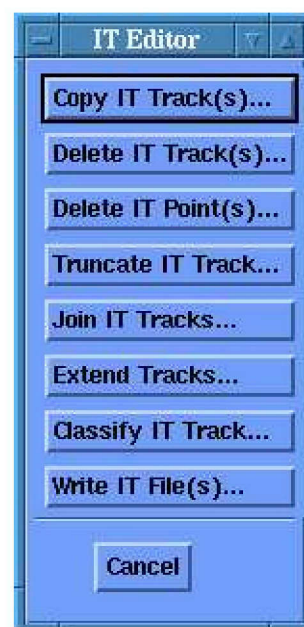 IT Editor
Copy IT Track(s)...
Delete IT Track(s)...
Delete IT Point(s)...
Truncate IT Track...
Join IT Tracks...
Extend Tracks...
Classify IT Track...
Write IT File(s)...
Cancel